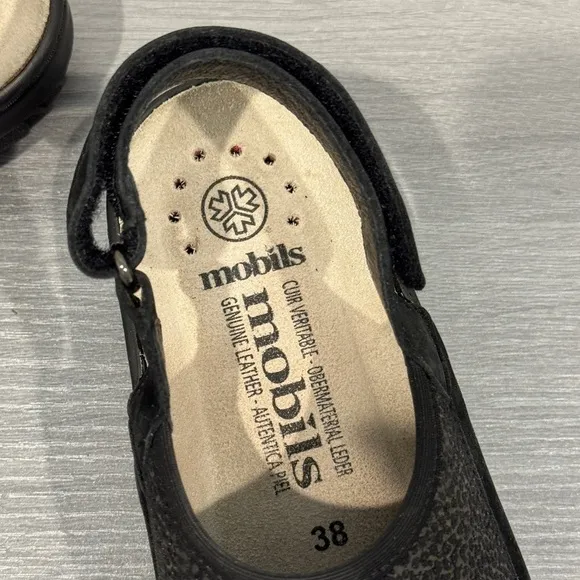 mobils
CUIR VERITABLE - OBERMATERIAL LEDER
mobils
GENUINE LEATHER - AUTENTICA PIEL
38